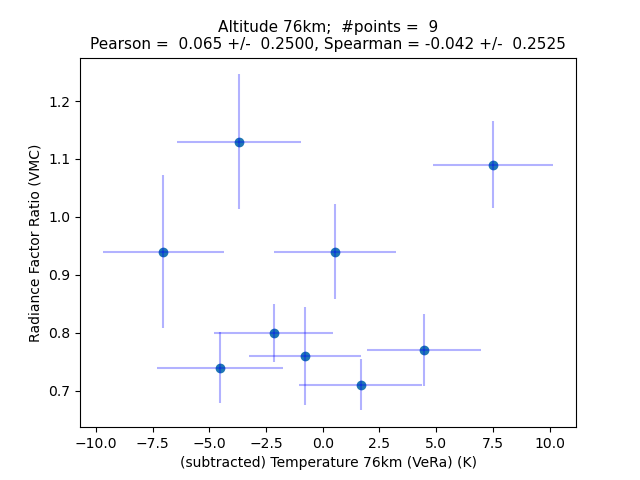 Altitude 76km;  #points =  9
Pearson =  0.065 +/-  0.2500, Spearman = -0.042 +/-  0.2525
Radiance Factor Ratio (VMC)
1.2
1.1
1.0
0.9
0.8
0.7
−10.0 −7.5 −5.0 −2.5 0.0 2.5 5.0 7.5 10.0
(subtracted) Temperature 76km (VeRa) (K)